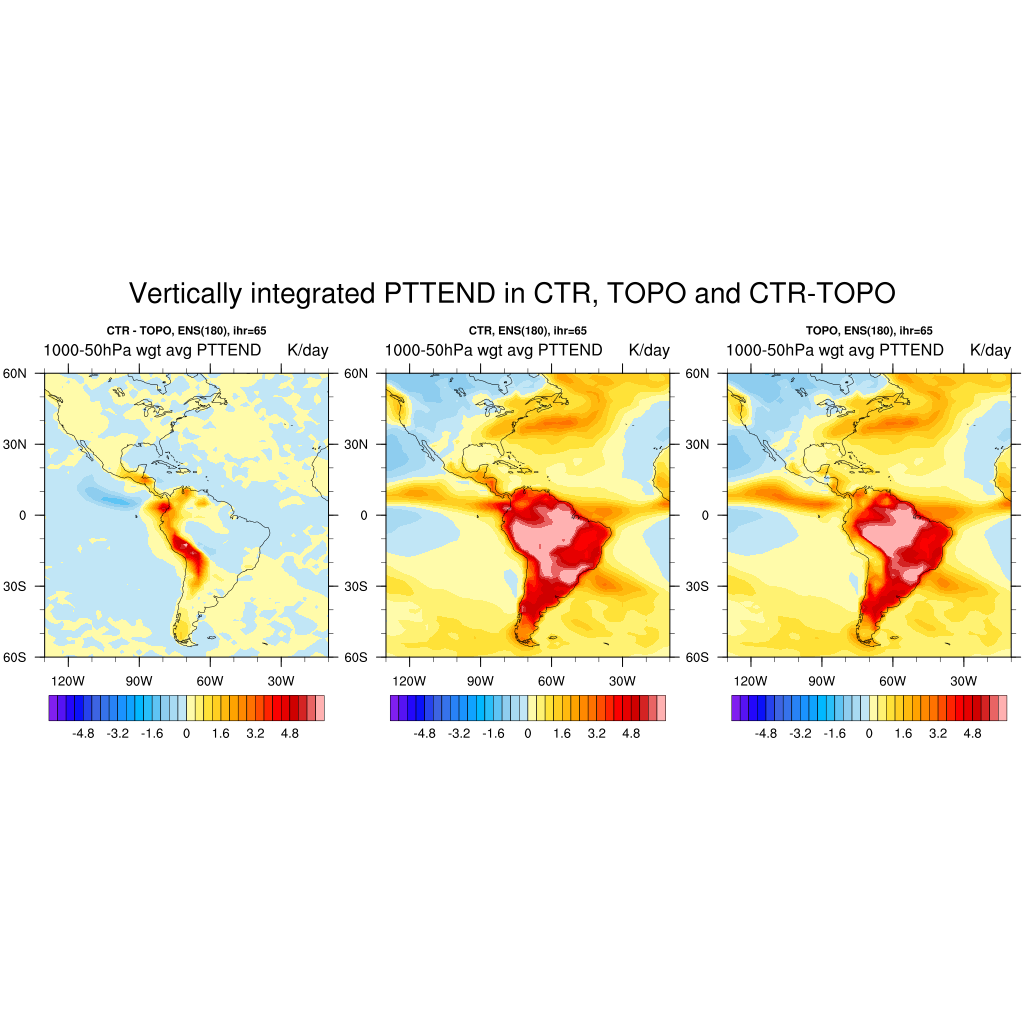 Vertically integrated PTTEND in CTR, TOPO and CTR-TOPO
CTR - TOPO, ENS(180), ihr=65
1000-50hPa wgt avg PTTEND K/day
60N
30N
0
30S
60S
120W 90W 60W 30W
-4.8 -3.2 -1.6 0 1.6 3.2 4.8
CTR, ENS(180), ihr=65
1000-50hPa wgt avg PTTEND K/day
60N
30N
0
30S
60S
120W 90W 60W 30W
-4.8 -3.2 -1.6 0 1.6 3.2 4.8
TOPO, ENS(180), ihr=65
1000-50hPa wgt avg PTTEND K/day
60N
30N
0
30S
60S
120W 90W 60W 30W
-4.8 -3.2 -1.6 0 1.6 3.2 4.8